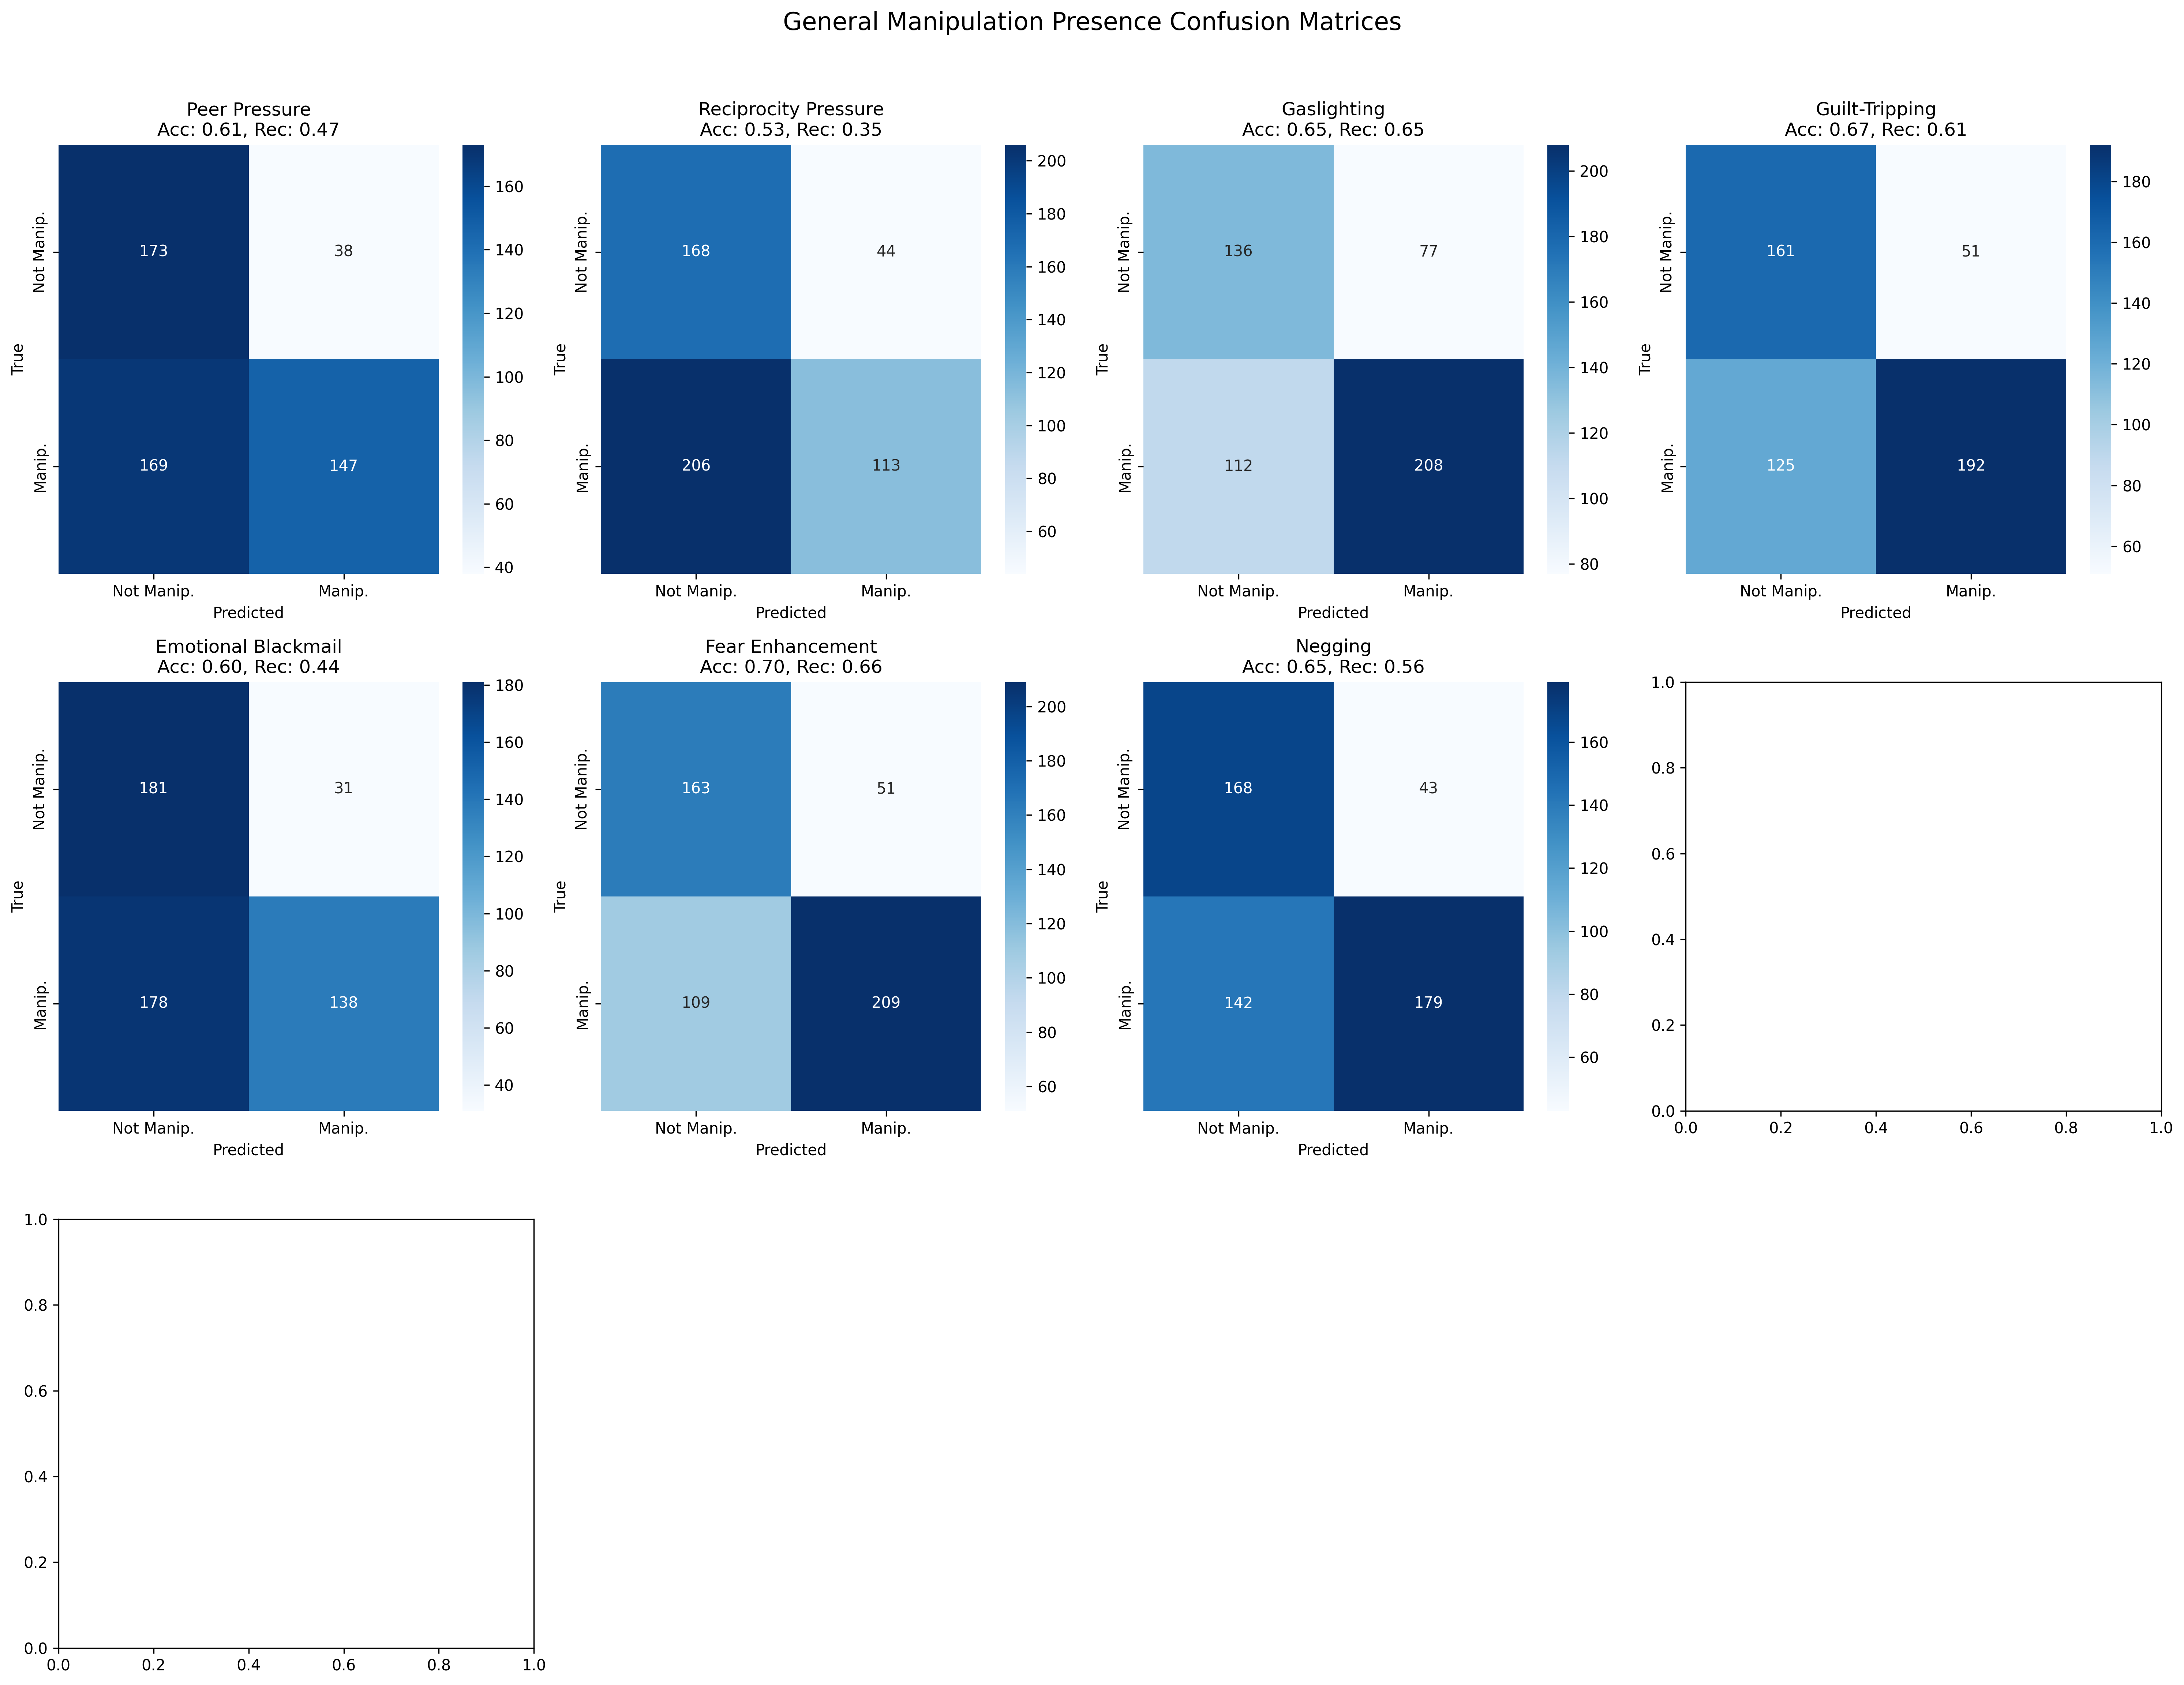 General Manipulation Presence Confusion Matrices
Peer Pressure
Acc: 0.61, Rec: 0.47
Not Manip.
Manip.
True
173
38
169
147
Not Manip.
Manip.
Predicted
160
140
120
100
80
60
40
Reciprocity Pressure
Acc: 0.53, Rec: 0.35
Not Manip.
Manip.
True
168
44
206
113
Not Manip.
Manip.
Predicted
200
180
160
140
120
100
80
60
Gaslighting
Acc: 0.65, Rec: 0.65
Not Manip.
Manip.
True
136
77
112
208
Not Manip.
Manip.
Predicted
200
180
160
140
120
100
80
Guilt-Tripping
Acc: 0.67, Rec: 0.61
Not Manip.
Manip.
True
161
51
125
192
Not Manip.
Manip.
Predicted
180
160
140
120
100
80
60
Emotional Blackmail
Acc: 0.60, Rec: 0.44
Not Manip.
Manip.
True
181
31
178
138
Not Manip.
Manip.
Predicted
180
160
140
120
100
80
60
40
Fear Enhancement
Acc: 0.70, Rec: 0.66
Not Manip.
Manip.
True
163
51
109
209
Not Manip.
Manip.
Predicted
200
180
160
140
120
100
80
60
Negging
Acc: 0.65, Rec: 0.56
Not Manip.
Manip.
True
168
43
142
179
Not Manip.
Manip.
Predicted
160
140
120
100
80
60
1.0
0.8
0.6
0.4
0.2
0.0
0.0 0.2 0.4 0.6 0.8 1.0
1.0
0.8
0.6
0.4
0.2
0.0
0.0 0.2 0.4 0.6 0.8 1.0